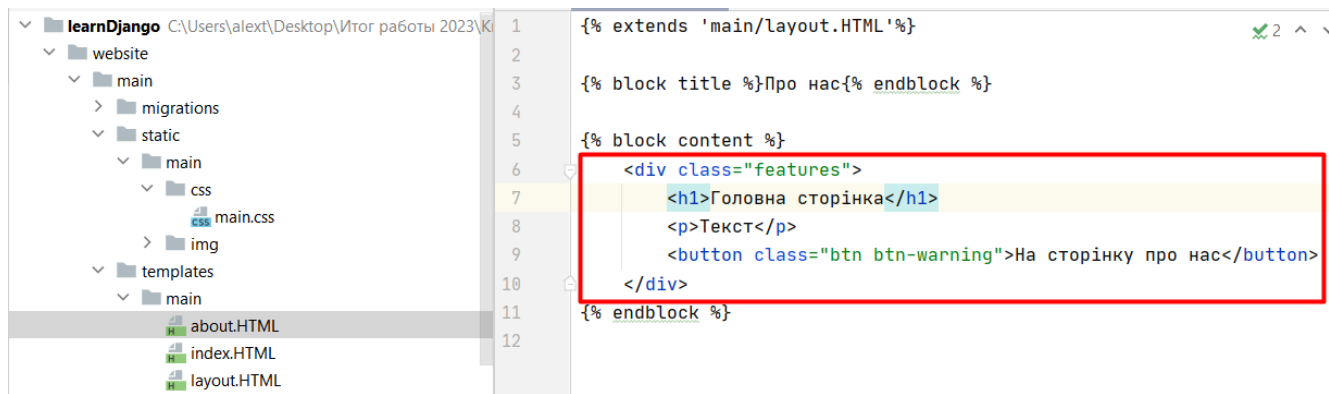 learnDjango C:\Users\alext\Desktop\Итог работы 2023\
website
main
migrations
static
main
css
main.css
img
templates
main
about.HTML
index.HTML
layout.HTML
1 {% extends 'main/layout.HTML'%} 2
2
3 {% block title %}Про нас{% endblock %}
4
5 {% block content %}
6 <div class="features">
7 <h1>Головна сторінка</h1>
8 <p>Текст</p>
9 <button class="btn btn-warning">На сторінку про нас</button>
10 </div>
11 {% endblock %}
12